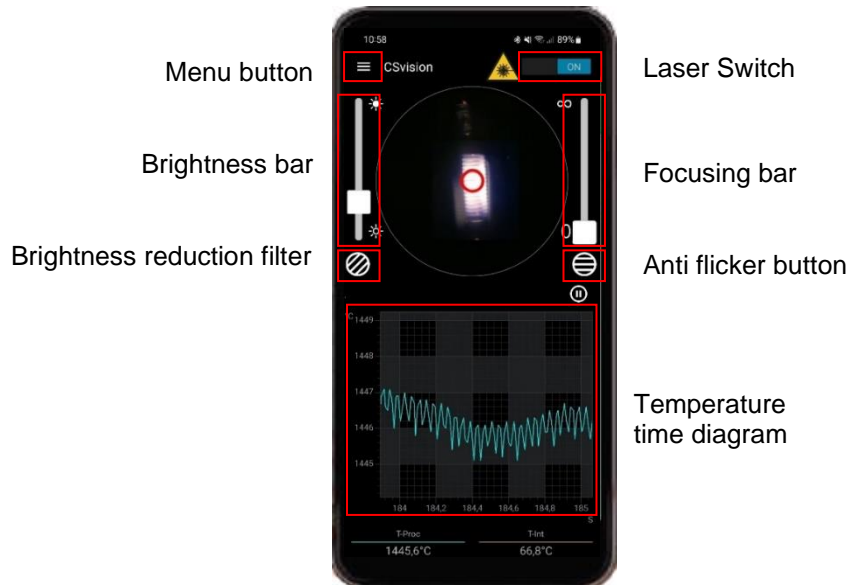 10:58
89%
Menu button
CSvision
ON
Laser Switch
Brightness bar
Focusing bar
Brightness reduction filter
Anti flicker button
°C
1449
1448
1447
1446
1445
184
184,2
184,4
184,6
184,8
185
S
Temperature
time diagram
T-Proc
T-Int
1445,6°C
66,8°C